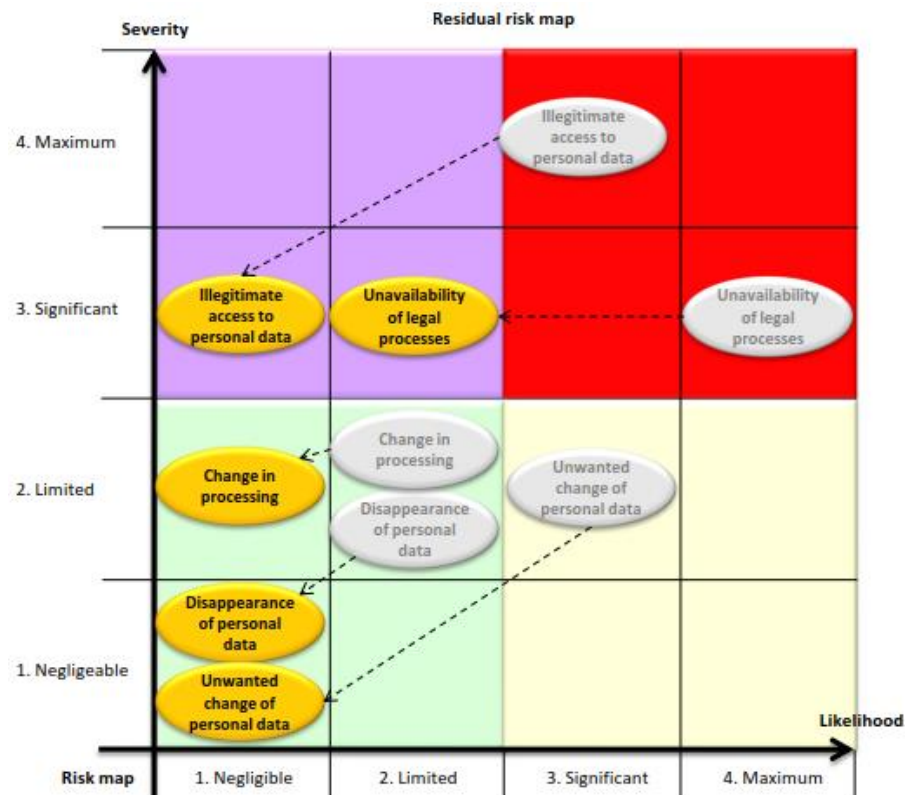 Residual risk map
Severity
4. Maximum
Illegitimate
access to
personal data
3. Significant
Illegitimate
access to
personal data
Unavailability
of legal
processes
Unavailability
of legal
processes
2. Limited
Change in
processing
Change in
processing
Disappearance
of personal
data
Unwanted
change of
personal data
1. Negligeable
Disappearance
of personal
data
Unwanted
change of
personal data
Likelihood
Risk map
1. Negligible
2. Limited
3. Significant
4. Maximum